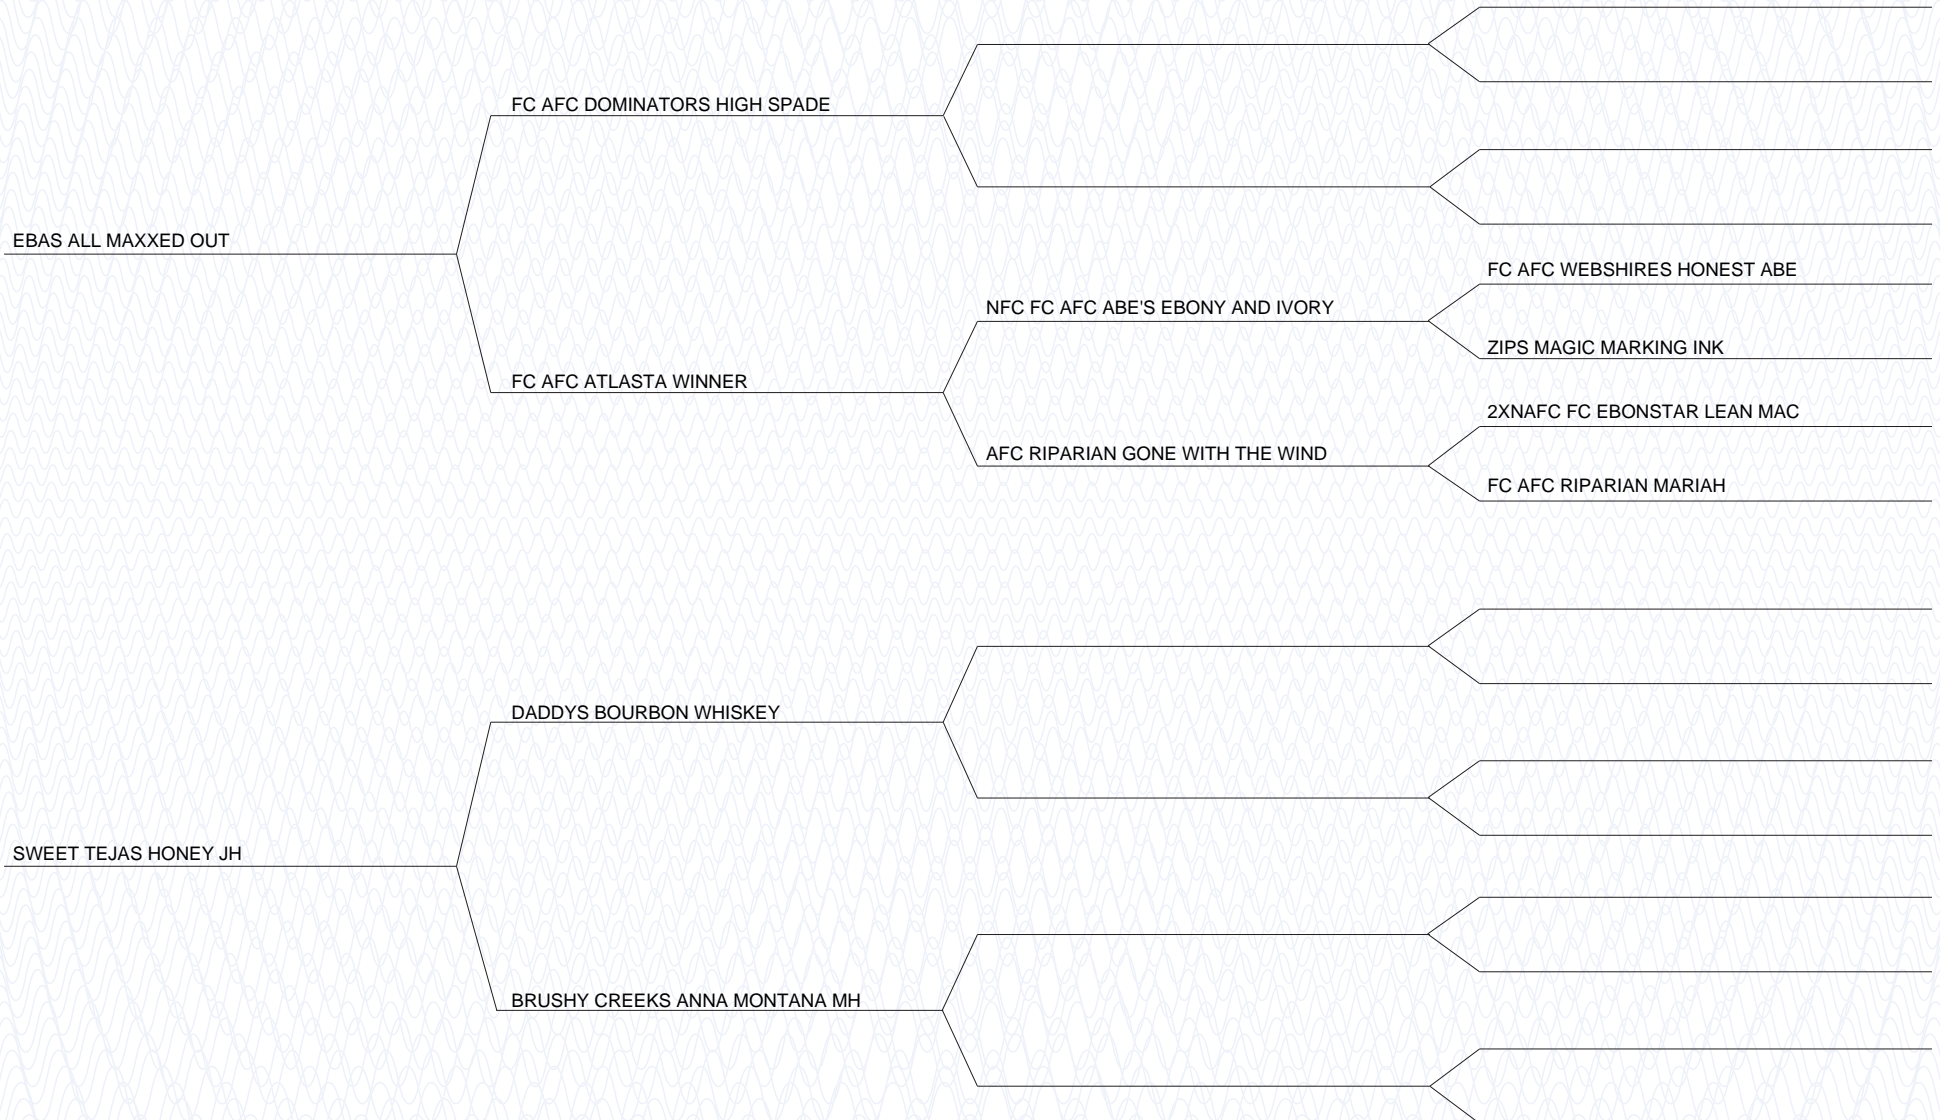 FC AFC DOMINATORS HIGH SPADE
EBAS ALL MAXXED OUT
FC AFC WEBSHIRES HONEST ABE
NFC FC AFC ABE'S EBONY AND IVORY
ZIPS MAGIC MARKING INK
FC AFC ATLASTA WINNER
2XNAFC FC EBONSTAR LEAN MAC
AFC RIPARIAN GONE WITH THE WIND
FC AFC RIPARIAN MARIAH
DADDYS BOURBON WHISKEY
SWEET TEJAS HONEY JH
BRUSHY CREEKS ANNA MONTANA MH